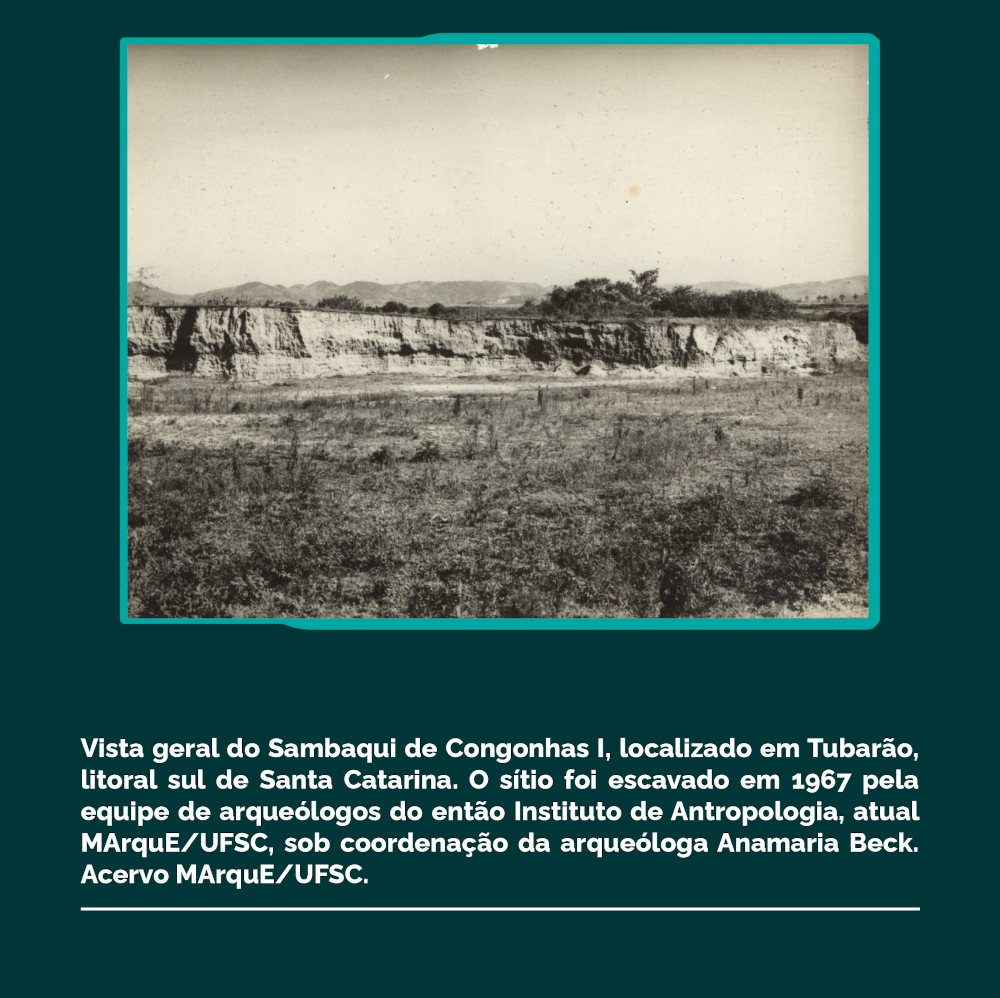 Vista geral do Sambaqui de Congonhas I, localizado em Tubarão,
litoral sul de Santa Catarina. O sítio foi escavado em 1967 pela
equipe de arqueólogos do então Instituto de Antropologia, atual
MArquE/UFSC, sob coordenação da arqueóloga Anamaria Beck.
Acervo MArquE/UFSC.